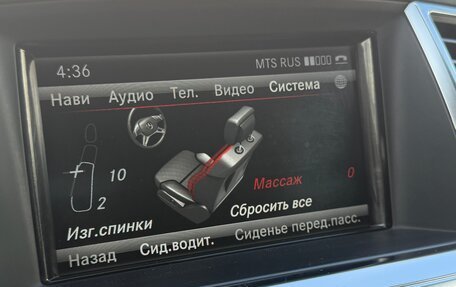 4:36 MTS RUS
Нави Аудио Тел. Видео Система
10
Массаж 0
2
Сбросить все
Изг.спинки
Назад Сид.водит. Сиденье перед.пасс.